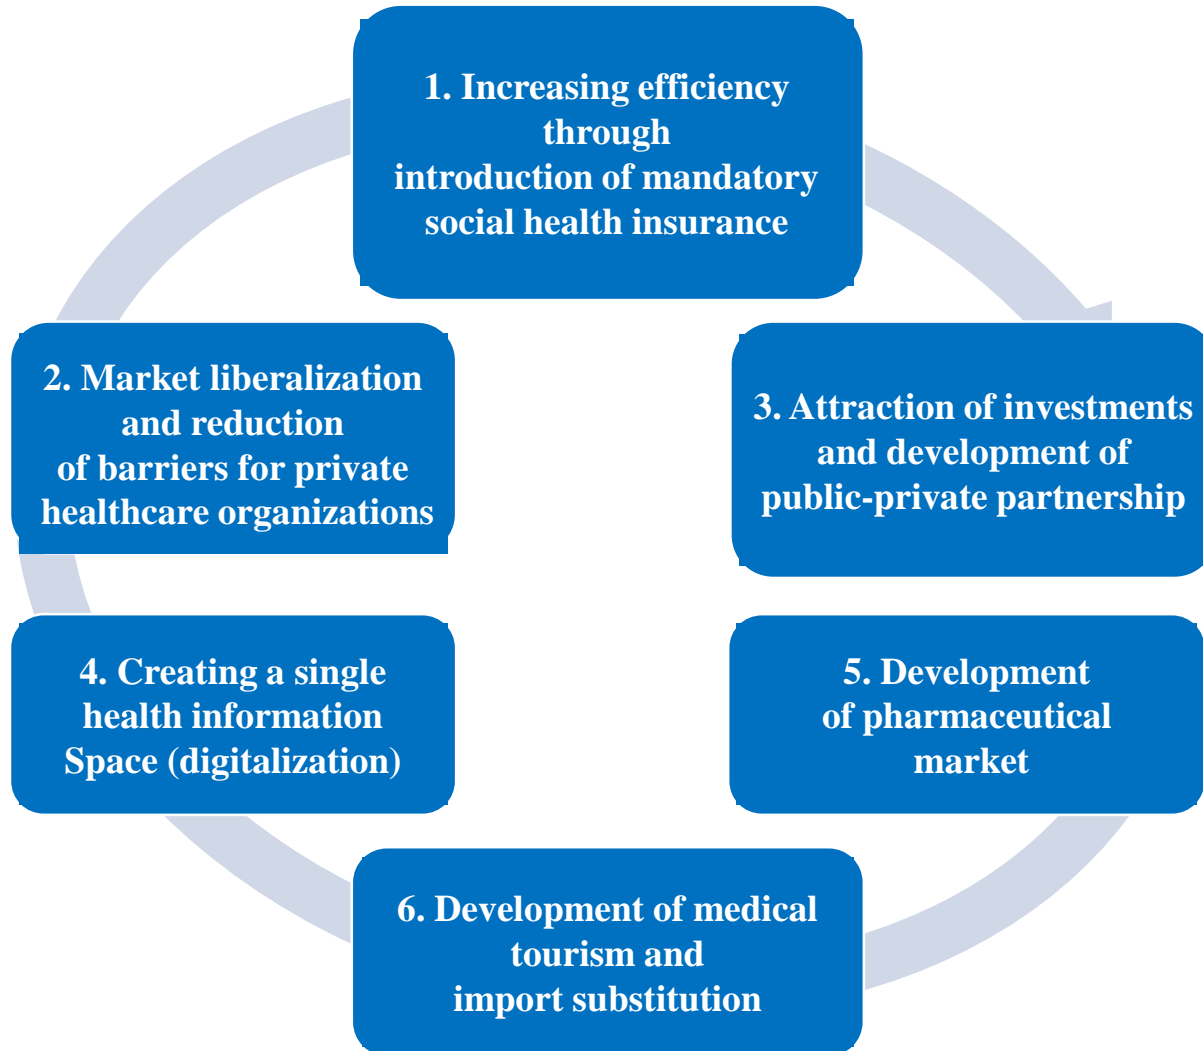 1. Increasing efficiency
through
introduction of mandatory
social health insurance
2. Market liberalization
and reduction
of barriers for private
healthcare organizations
3. Attraction of investments
and development of
public-private partnership
4. Creating a single
health information
Space (digitalization)
5. Development
of pharmaceutical
market
6. Development of medical
tourism and
import substitution